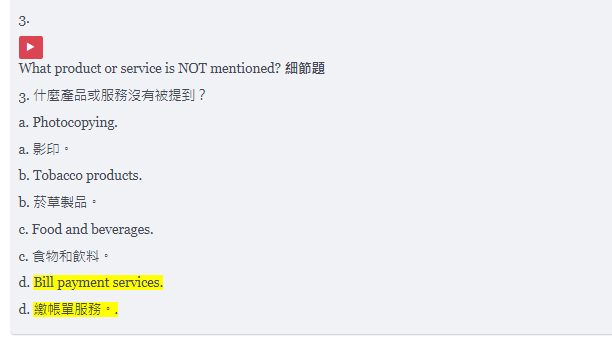 3.
What product or service is NOT mentioned? 細節題
3. 什麼產品或服務沒有被提到？
a. Photocopying.
a. 影印。
b. Tobacco products.
b. 菸草製品。
c. Food and beverages.
c. 食物和飲料。
d. Bill payment services.
d. 繳帳單服務。.